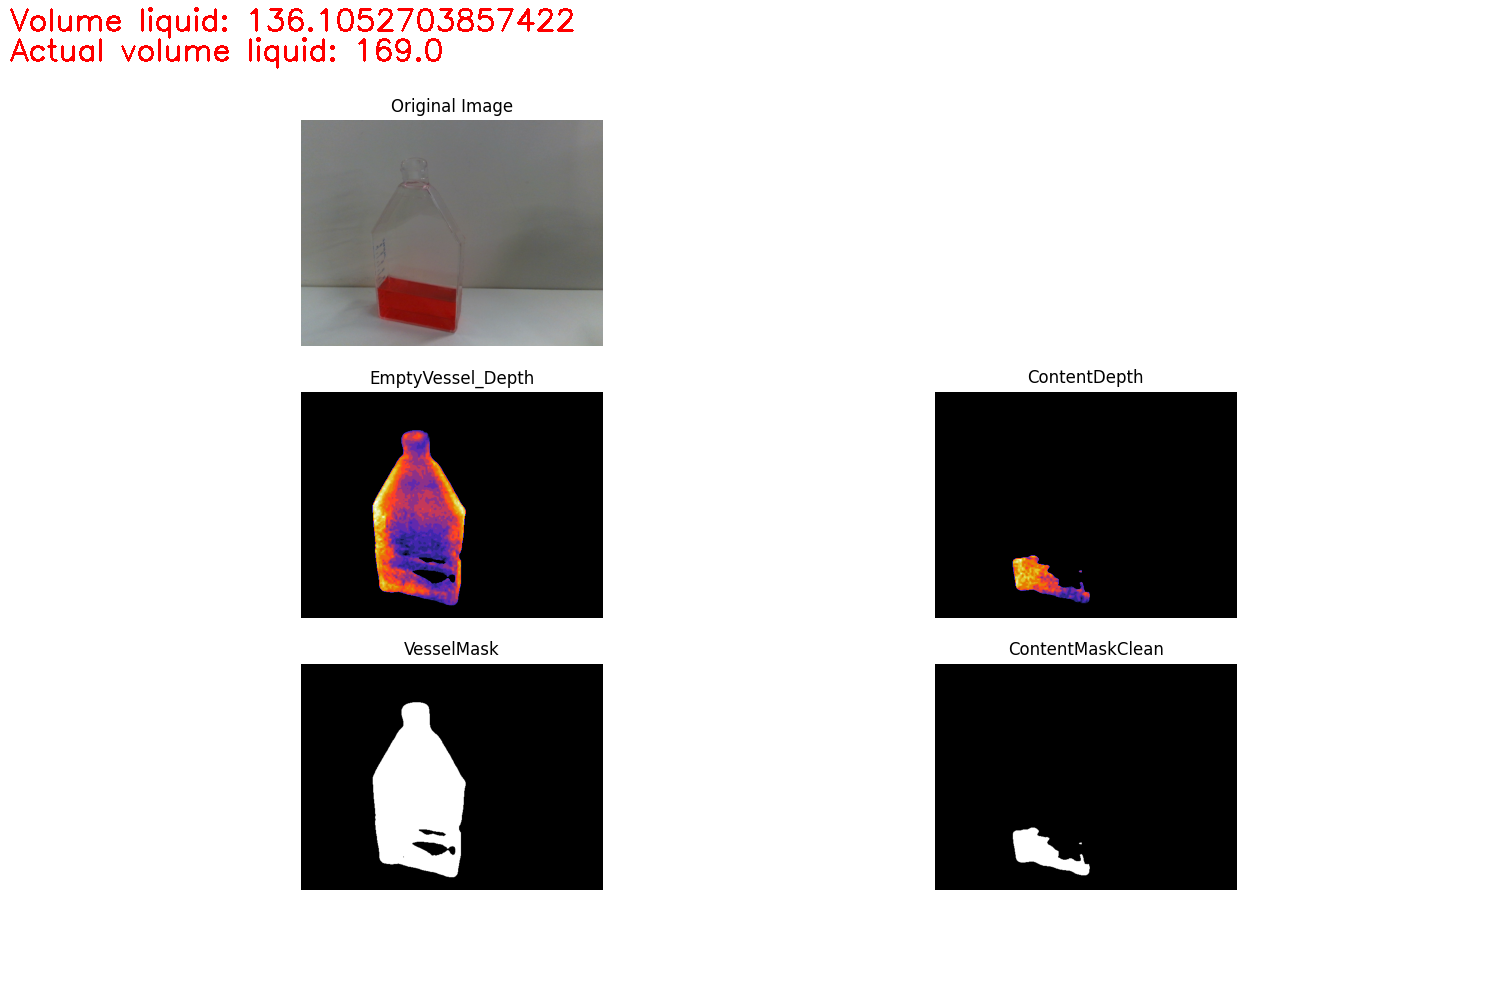 Volume liquid: 136.1052703857422
Actual volume liquid: 169.0
Original Image
EmptyVessel_Depth
ContentDepth
VesselMask
ContentMaskClean